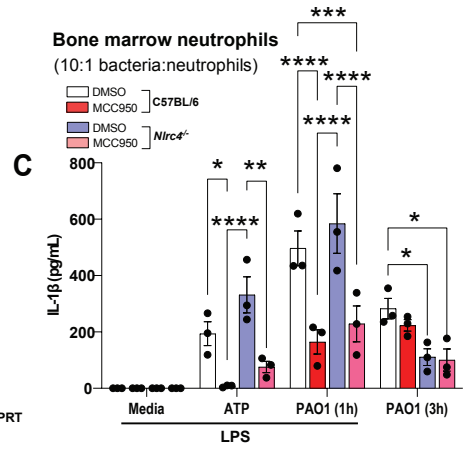 Bone marrow neutrophils
(10:1 bacteria:neutrophils)
DMSO
MCC950
C57BL/6
DMSO
MCC950
Nlrc4-/-
C
IL-1β (pg/mL)
800
600
400
200
0
*
****
**
***
****
****
****
*
*
Media
ATP
PAO1 (1h)
PAO1 (3h)
LPS
PRT